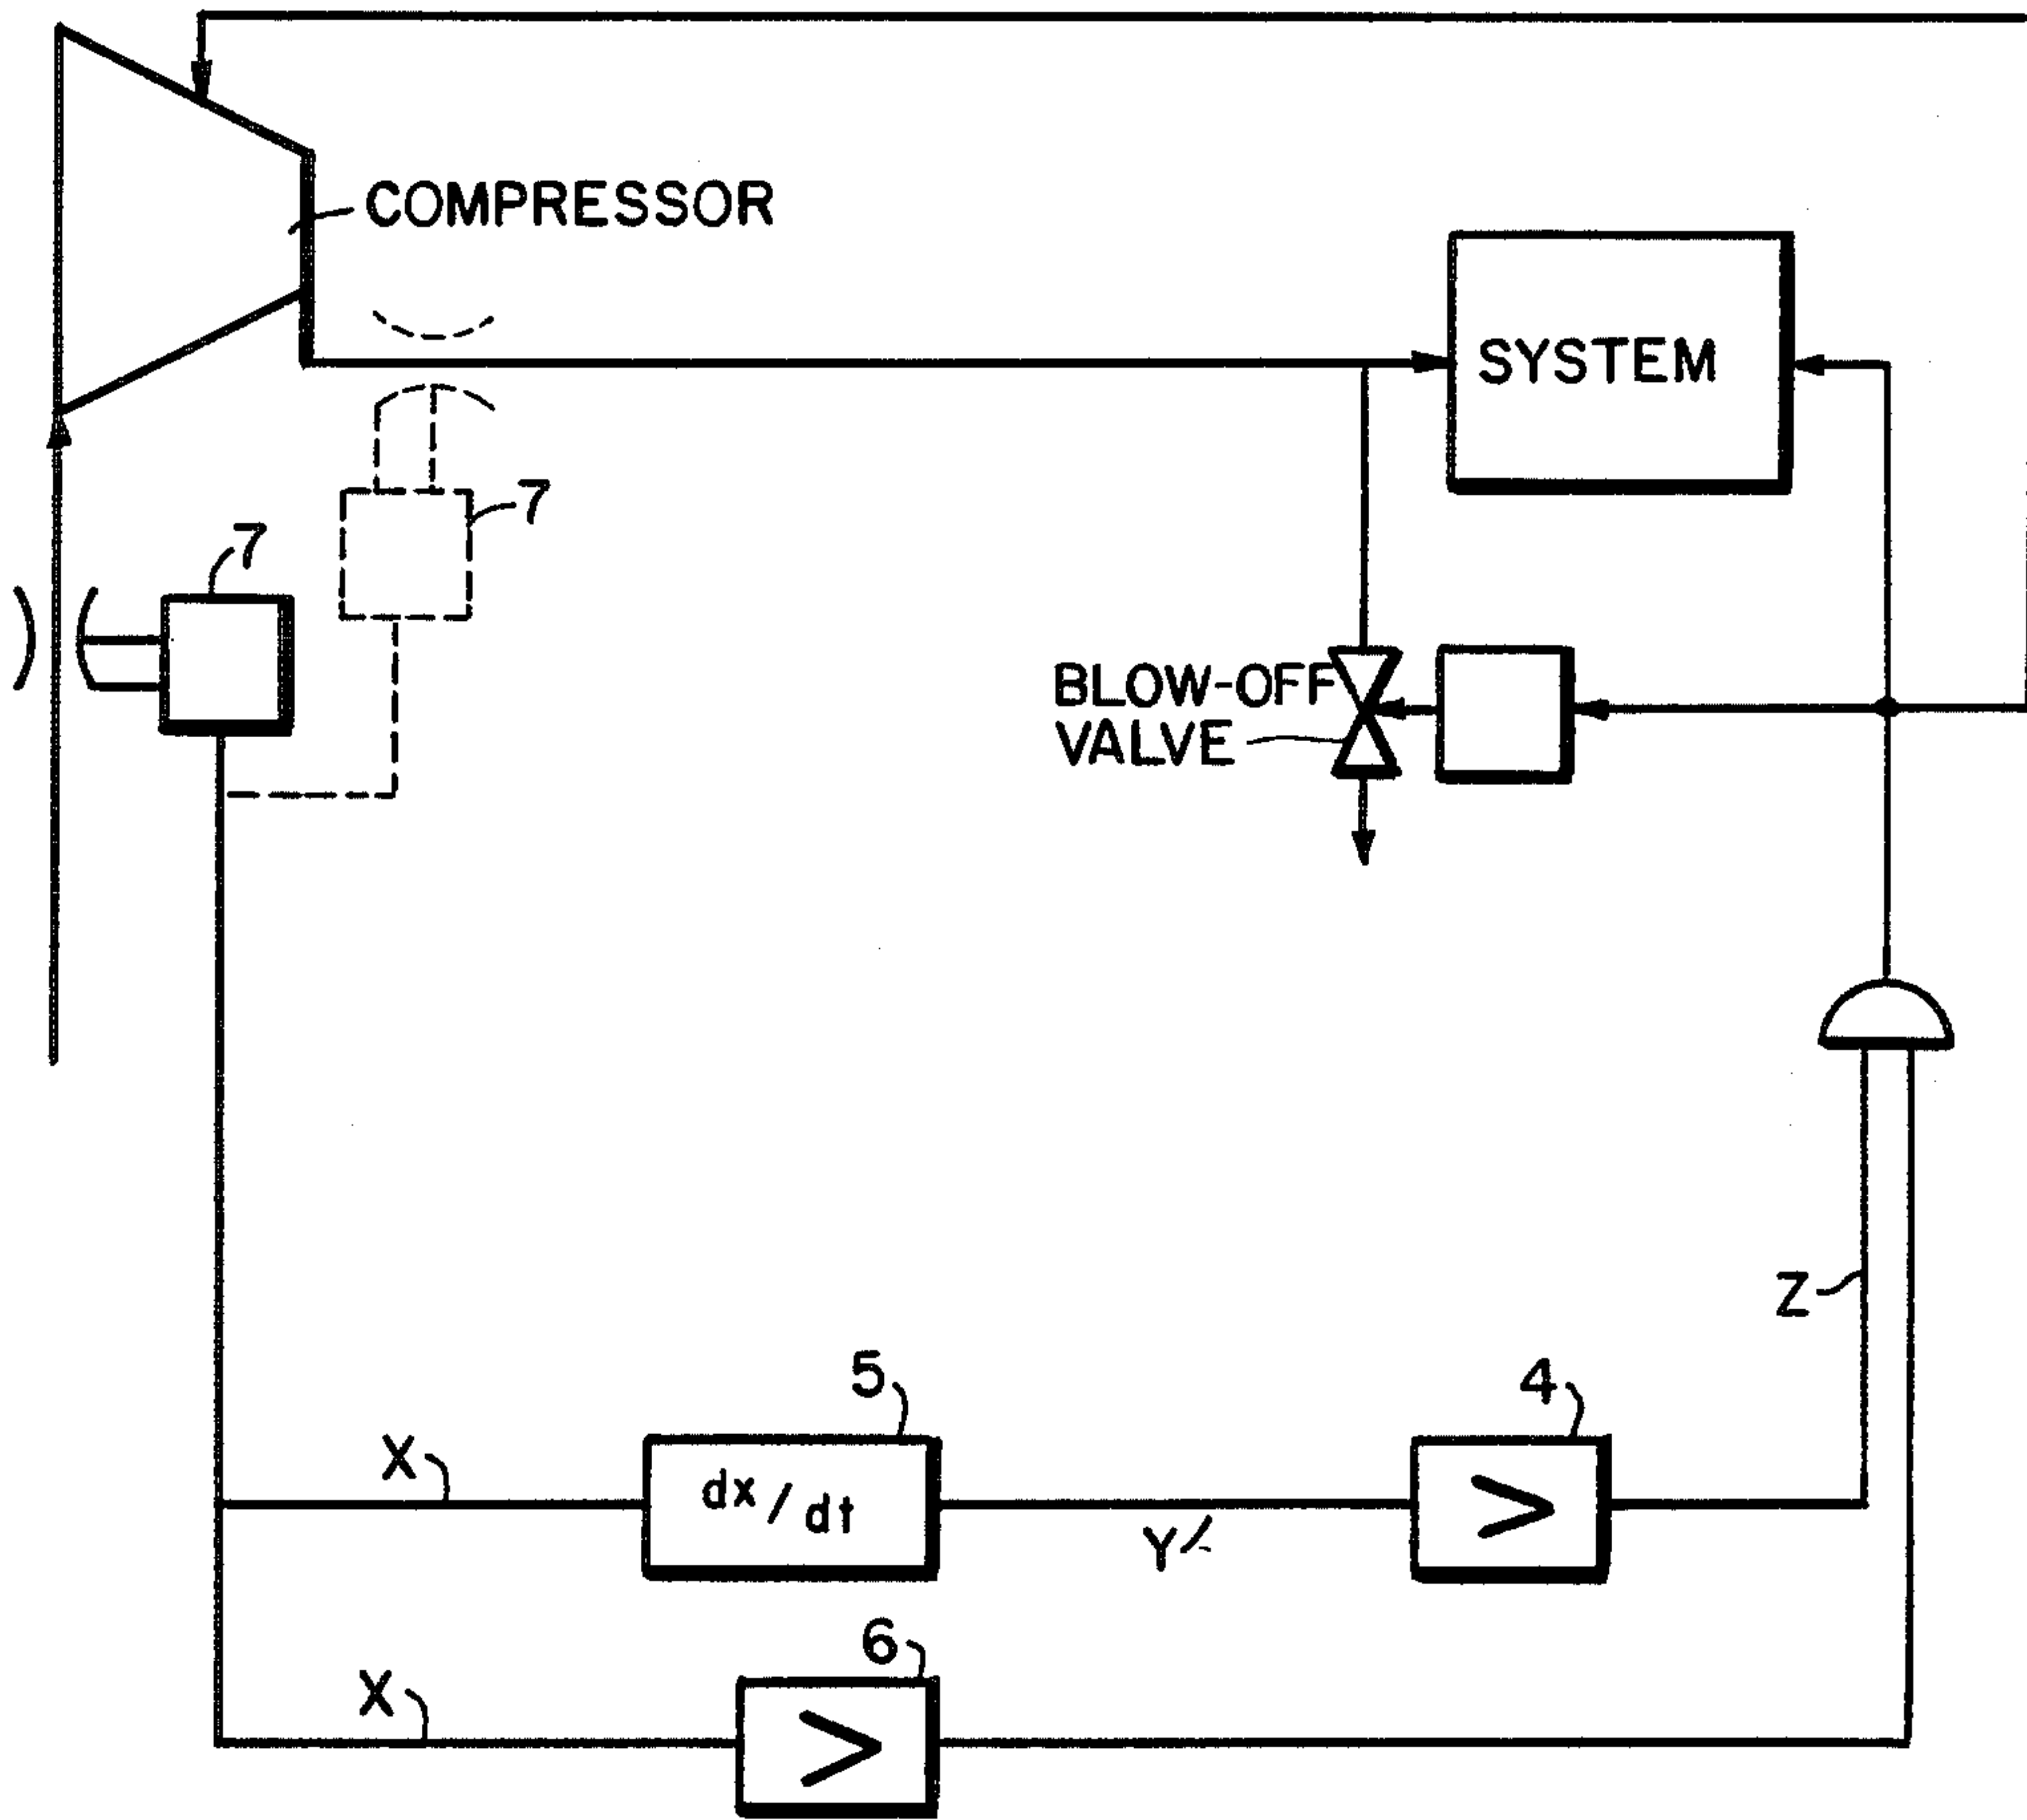 COMPRESSOR
SYSTEM
7
7
BLOW-OFF
VALVE
Z
5
4
X
dx/dt
>
Y
6
X
>